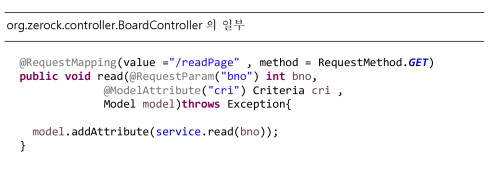 org.zerock.controller.BoardController 의 일부
@RequestMapping(value ="/readPage" , method = RequestMethod.GET)
public void read(@RequestParam("bno") int bno,
@ModelAttribute("cri") Criteria cri ,
Model model)throws Exception{
model.addAttribute(service.read(bno));
}